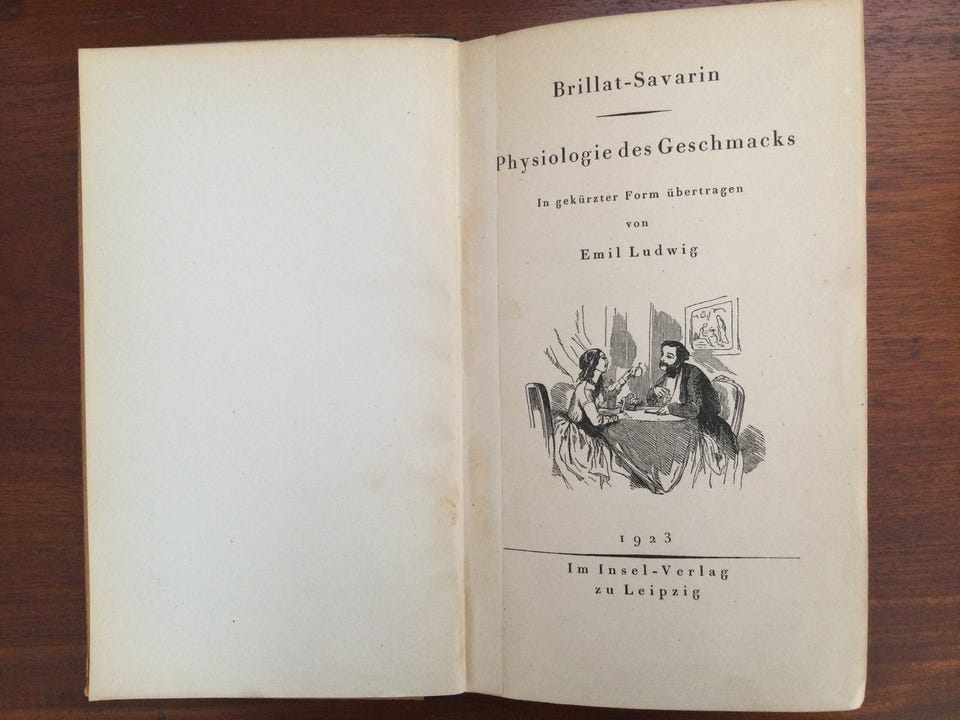 Brillat-Savarin
Physiologie des Geschmacks
In gekürzter Form übertragen
von
Emil Ludwig
1923
Im Insel-Verlag
zu Leipzig